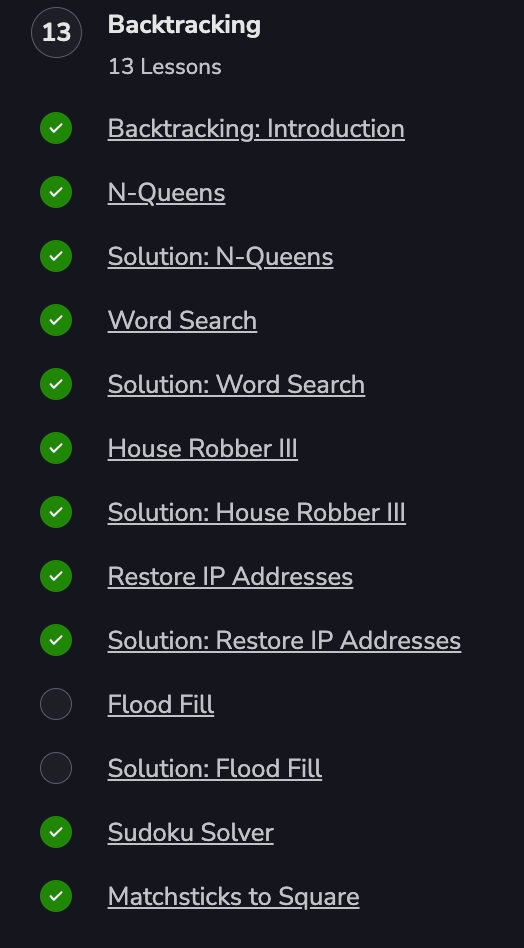 13
Backtracking
13 Lessons
Backtracking: Introduction
N-Queens
Solution: N-Queens
Word Search
Solution: Word Search
House Robber III
Solution: House Robber III
Restore IP Addresses
Solution: Restore IP Addresses
Flood Fill
Solution: Flood Fill
Sudoku Solver
Matchsticks to Square